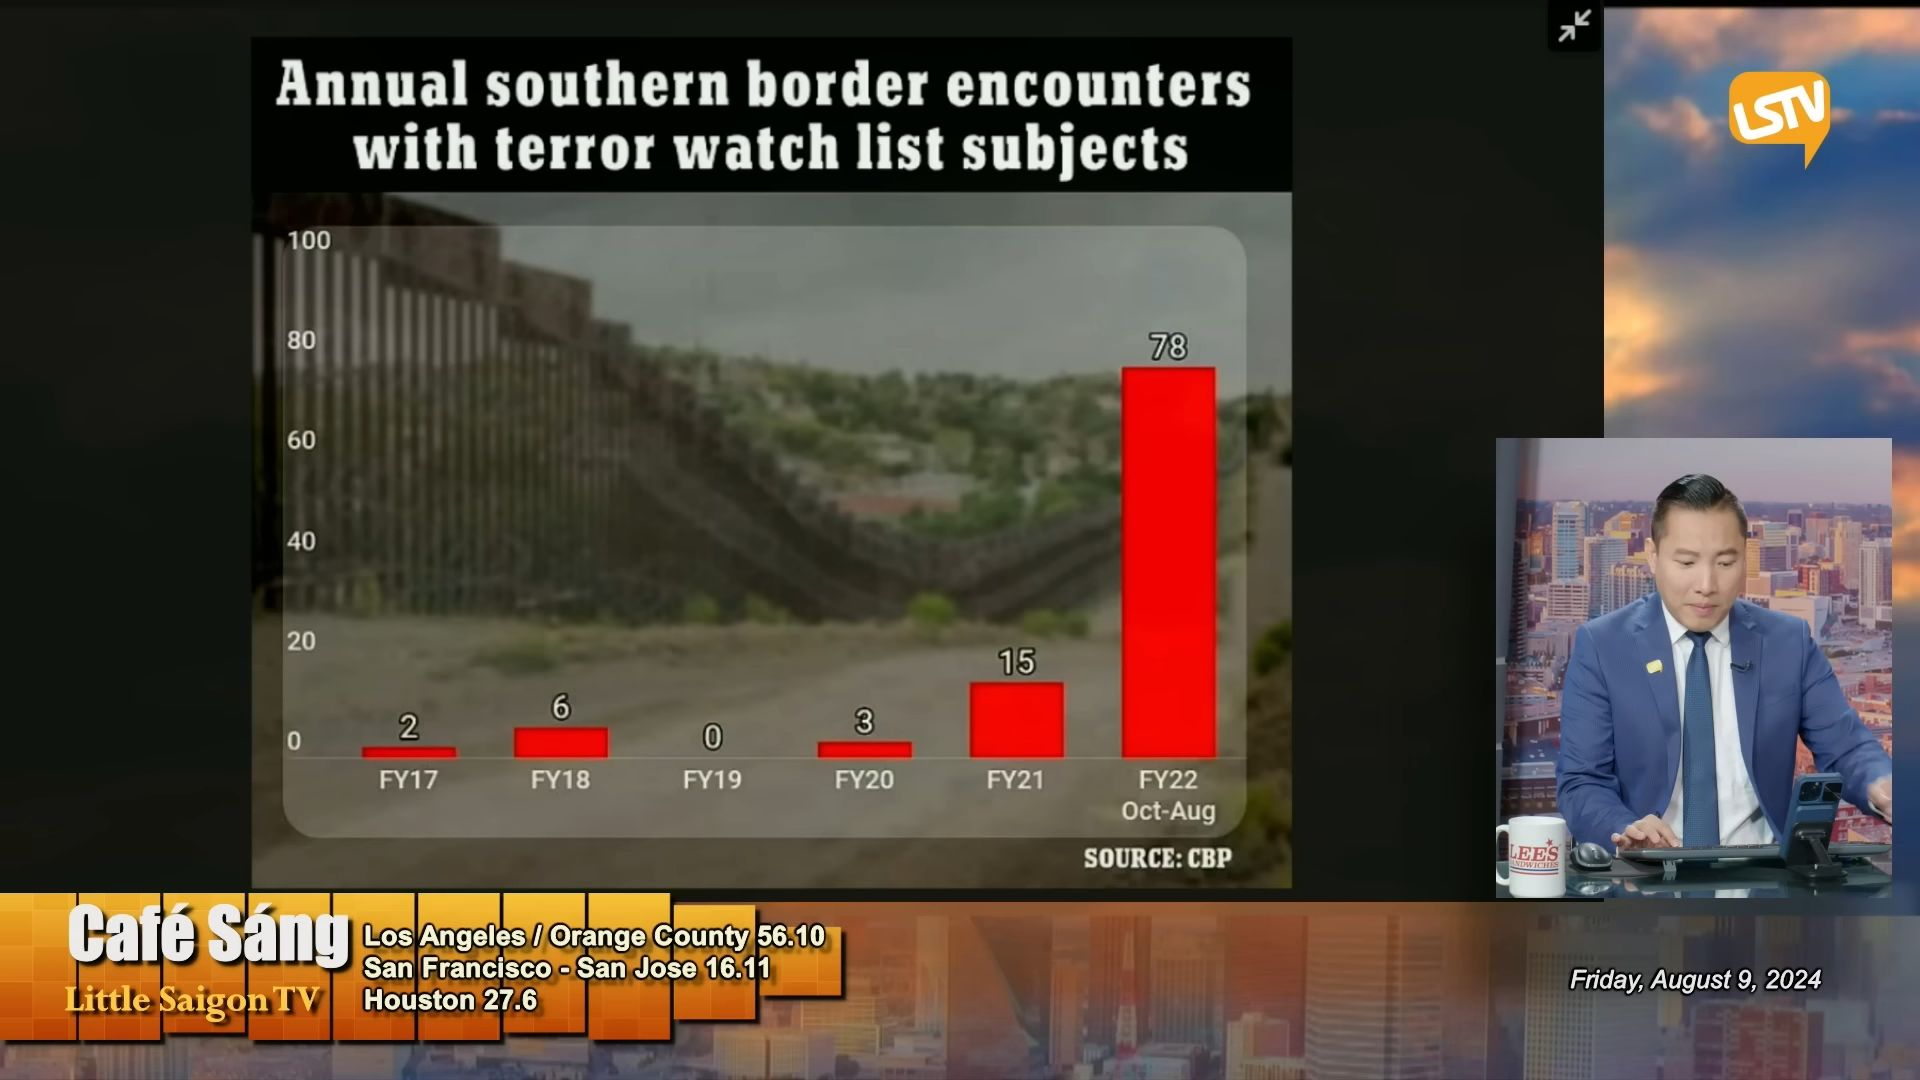 Annual southern border encounters
with terror watch list subjects
LSTV
100
80
60
40
20
0
2
6
0
3
15
78
FY17
FY18
FY19
FY20
FY21
FY22
Oct-Aug
SOURCE: CBP
LEE'S
SANDWICHES
Café Sáng
Little Saigon TV
Los Angeles / Orange County 56.10
San Francisco - San Jose 16.11
Houston 27.6
Friday, August 9, 2024